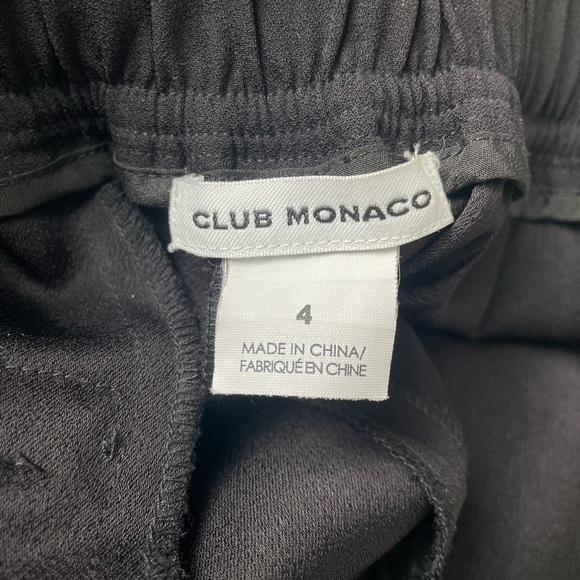 CLUB MONACO
4
MADE IN CHINA/
FABRIQUÉ EN CHINE